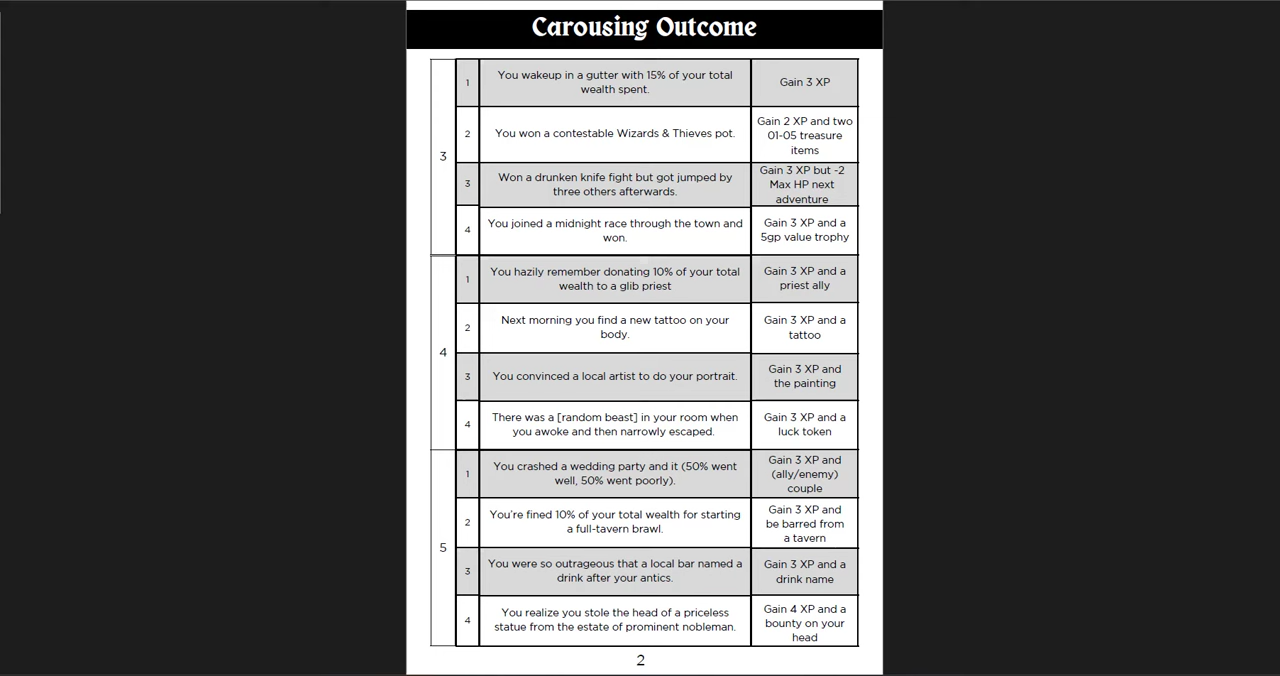 Carousing Outcome
3
1
You wakeup in a gutter with 15% of your total
wealth spent.
Gain 3 XP
2
You won a contestable Wizards & Thieves pot.
Gain 2 XP and two
01-05 treasure
items
3
Won a drunken knife fight but got jumped by
three others afterwards.
Gain 3 XP but -2
Max HP next
adventure
4
You joined a midnight race through the town and
won.
Gain 3 XP and a
5gp value trophy
4
1
You hazily remember donating 10% of your total
wealth to a glib priest
Gain 3 XP and a
priest ally
2
Next morning you find a new tattoo on your
body.
Gain 3 XP and a
tattoo
3
You convinced a local artist to do your portrait.
Gain 3 XP and
the painting
4
There was a [random beast] in your room when
you awoke and then narrowly escaped.
Gain 3 XP and a
luck token
5
1
You crashed a wedding party and it (50% went
well, 50% went poorly).
Gain 3 XP and
(ally/enemy)
couple
2
You're fined 10% of your total wealth for starting
a full-tavern brawl.
Gain 3 XP and
be barred from
a tavern
3
You were so outrageous that a local bar named a
drink after your antics.
Gain 3 XP and a
drink name
4
You realize you stole the head of a priceless
statue from the estate of prominent nobleman.
Gain 4 XP and a
bounty on your
head
2